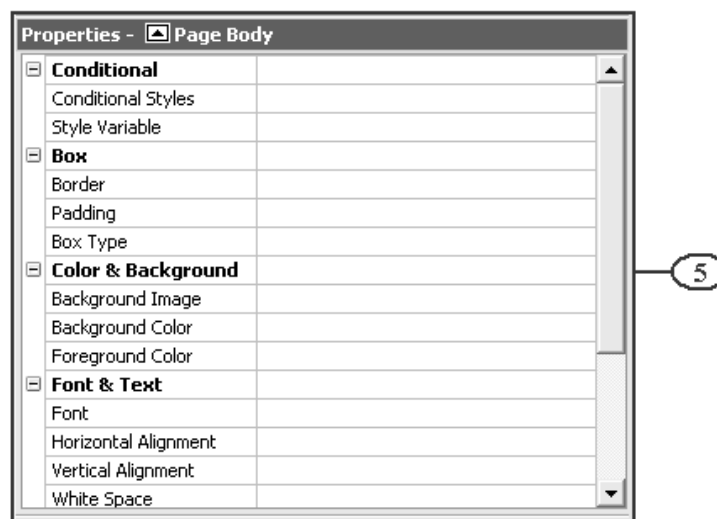 Properties - Page Body
Conditional
Conditional Styles
Style Variable
Box
Border
Padding
Box Type
Color & Background
Background Image
Background Color
Foreground Color
Font & Text
Font
Horizontal Alignment
Vertical Alignment
White Space
5